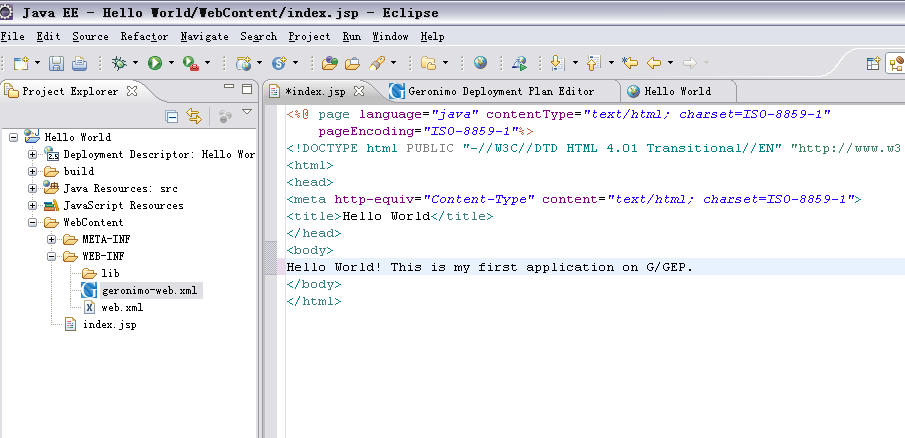 Java EE - Hello World/WebContent/index.jsp - Eclipse
File Edit Source Refactor Navigate Search Project Run Window Help
Project Explorer
*index.jsp Geronimo Deployment Plan Editor Hello World
Hello World
Deployment Descriptor: Hello Wor
build
Java Resources: src
JavaScript Resources
WebContent
META-INF
WEB-INF
lib
geronimo-web.xml
web.xml
index.jsp
<%@ page language="java" contentType="text/html; charset=ISO-8859-1"
pageEncoding="ISO-8859-1"%>
<!DOCTYPE html PUBLIC "-//W3C//DTD HTML 4.01 Transitional//EN" "http://www.w3
<html>
<head>
<meta http-equiv="Content-Type" content="text/html; charset=ISO-8859-1">
<title>Hello World</title>
</head>
<body>
Hello World! This is my first application on G/GEP.
</body>
</html>